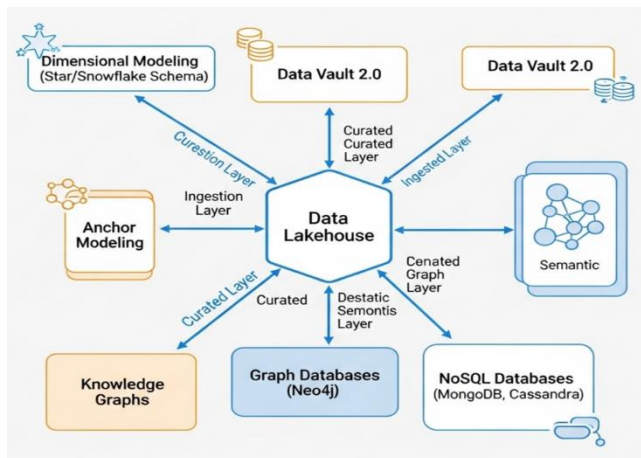 Dimensional Modeling
(Star/Snowflake Schema)
Data Vault 2.0
Data Vault 2.0
Curestion Layer
Curated
Curated
Layer
Ingested Layer
Ingestion
Layer
Anchor
Modeling
Data
Lakehouse
Semantic
Cenated
Graph
Layer
Curated Layer
Curated
Destatic
Semontis
Layer
Knowledge
Graphs
Graph Databases
(Neo4j)
NoSQL Databases
(MongoDB, Cassandra)